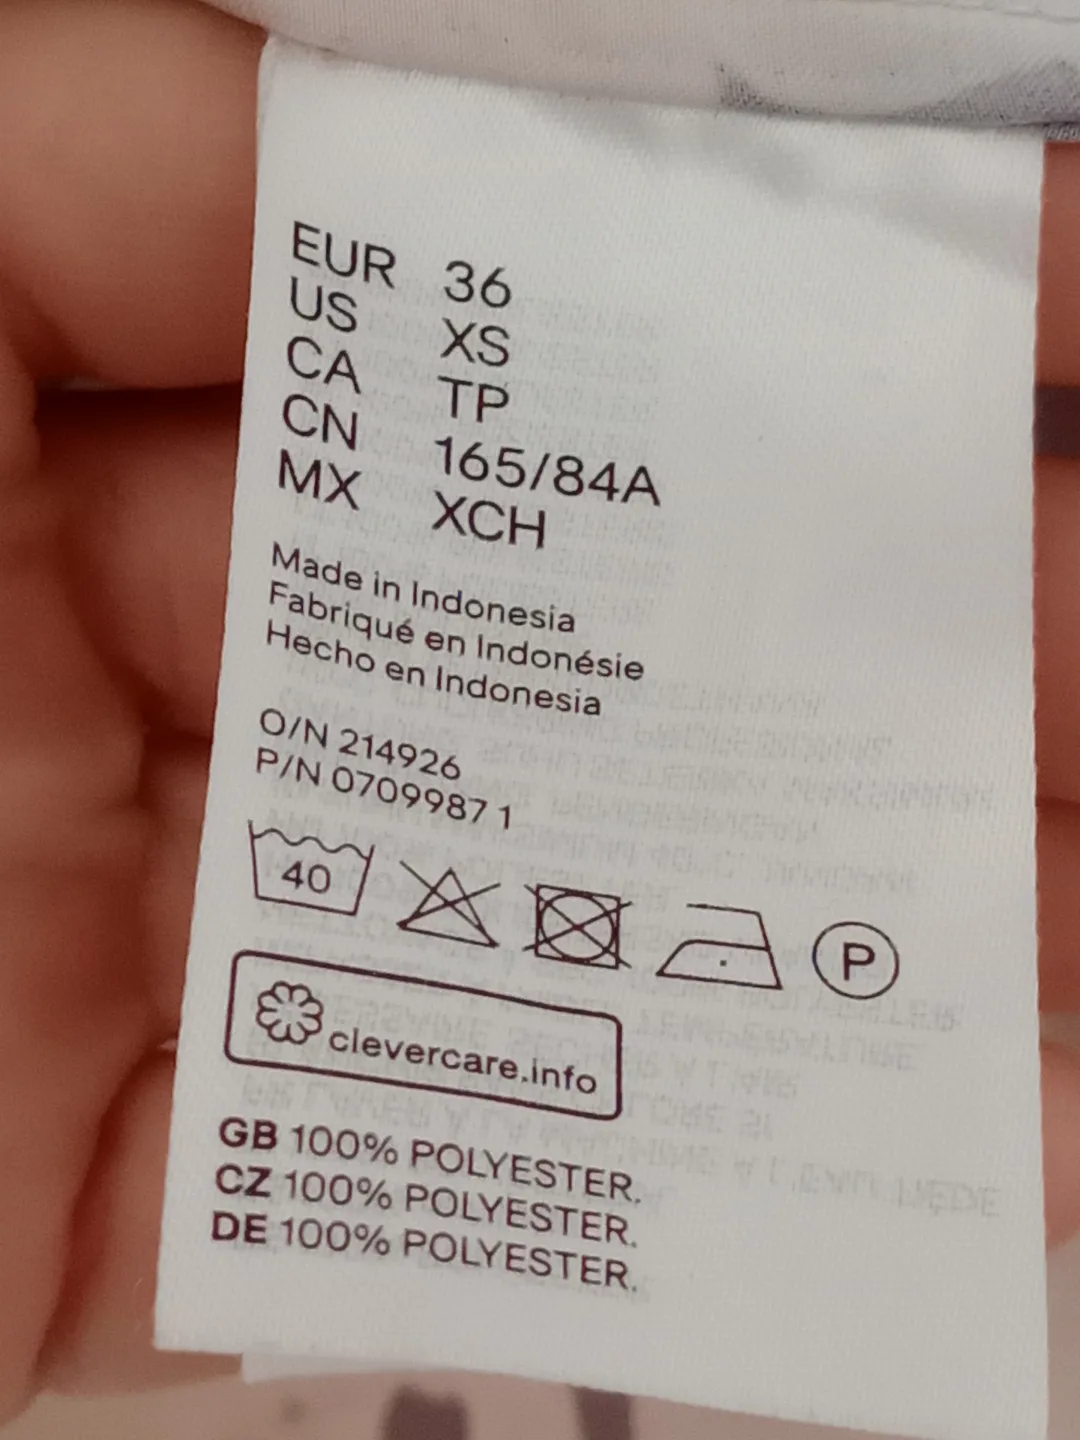 EUR 36
US XS
CA TP
CN 165/84A
MX XCH
Made in Indonesia
Fabriqué en Indonésie
Hecho en Indonesia
O/N 214926
P/N 0709987 1
40
P
clevercare.info
GB 100% POLYESTER.
CZ 100% POLYESTER.
DE 100% POLYESTER.